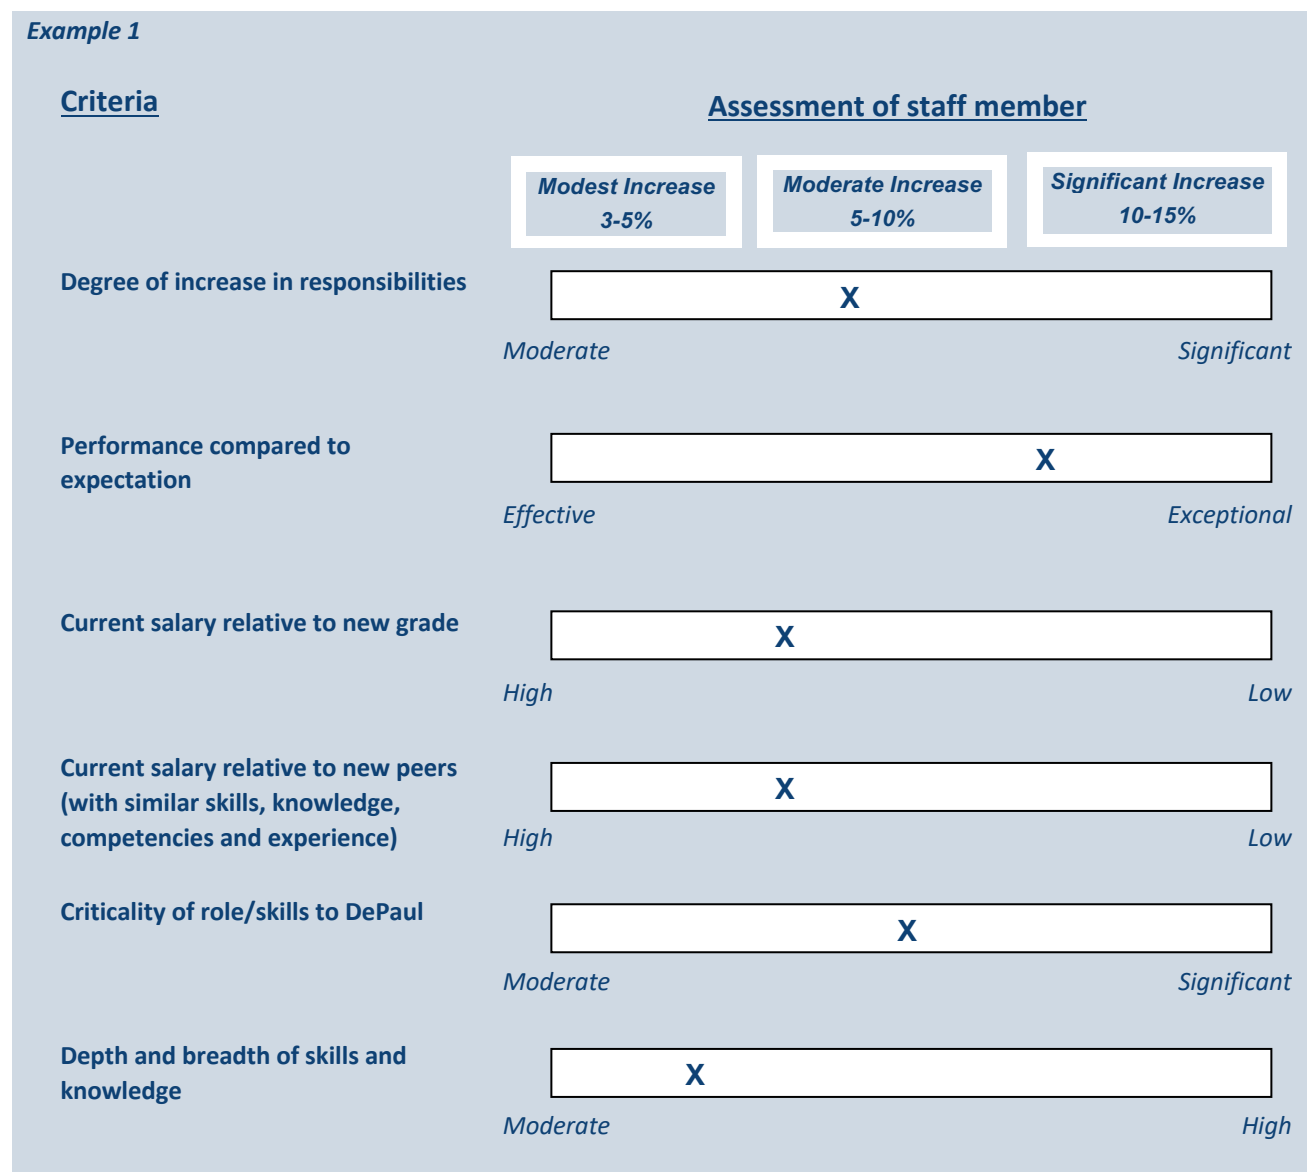 Example 1
Criteria
Assessment of staff member
Modest Increase
3-5%
Moderate Increase
5-10%
Significant Increase
10-15%
Degree of increase in responsibilities
X
Moderate
Significant
Performance compared to
expectation
X
Effective
Exceptional
Current salary relative to new grade
X
High
Low
Current salary relative to new peers
(with similar skills, knowledge,
competencies and experience)
X
High
Low
Criticality of role/skills to DePaul
X
Moderate
Significant
Depth and breadth of skills and
knowledge
X
Moderate
High